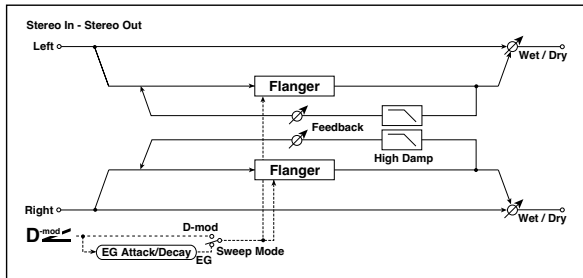 Stereo In - Stereo Out
Left
Wet / Dry
Flanger
Feedback
High Damp
Flanger
Right
Wet / Dry
D-mod
D-mod
EG Attack/Decay
EG
Sweep Mode